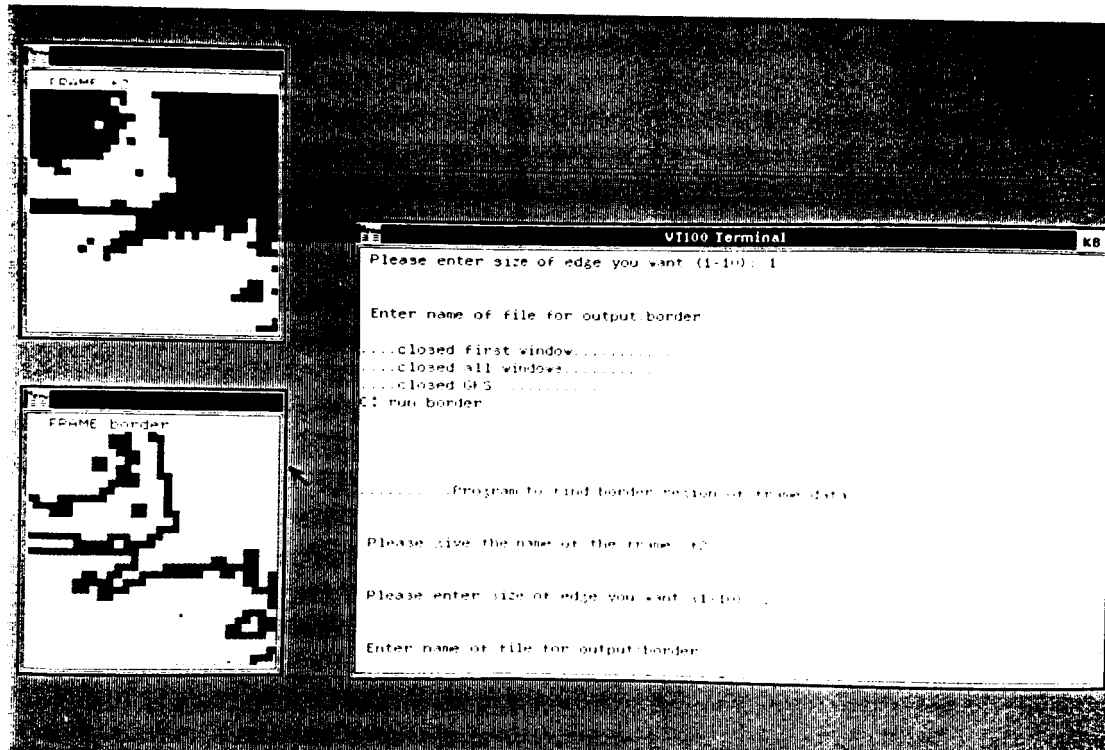 FRAME f2
VT100 Terminal
KB
Please enter size of edge you want (1-10): 1
Enter name of file for output border
....closed first window...........
....closed all windows...........
....closed GKS ...........
run border
FRAME border
...........Program to find border region of frame data
Please give the name of the frame f2
Please enter size of edge you want (1-10)
Enter name of file for output border